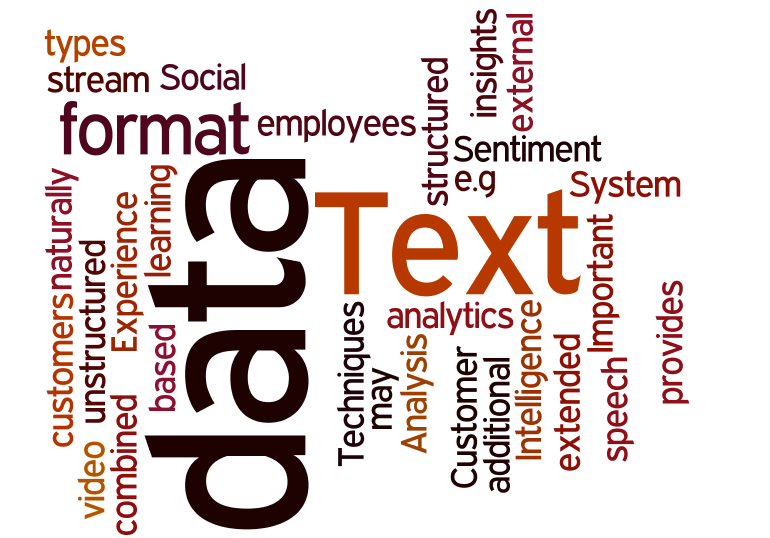 types
stream
Social
format
employees
structured
insights
external
Sentiment
e.g
System
Text
data
naturally
customers
unstructured
Experience
learning
based
video
combined
Techniques
may
analytics
Analysis
Customer
additional
Intelligence
extended
Important
speech
provides